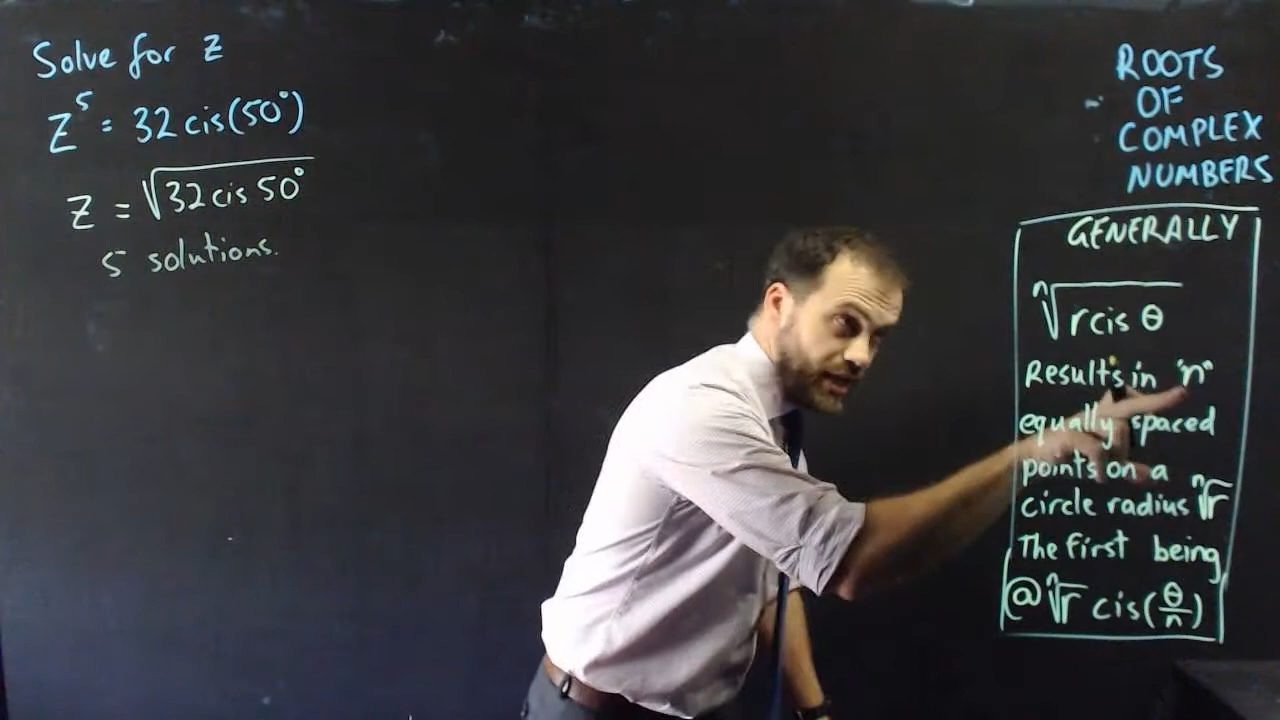 Solve for z
z⁵ = 32 cis(50°)
z = √32 cis 50°
5 solutions.
ROOTS
OF
COMPLEX
NUMBERS
GENERALLY
ⁿ√r cis θ
Results in "n"
equally spaced
points on a
circle radius ⁿ√r
The first being
@ ⁿ√r cis(θ/n)